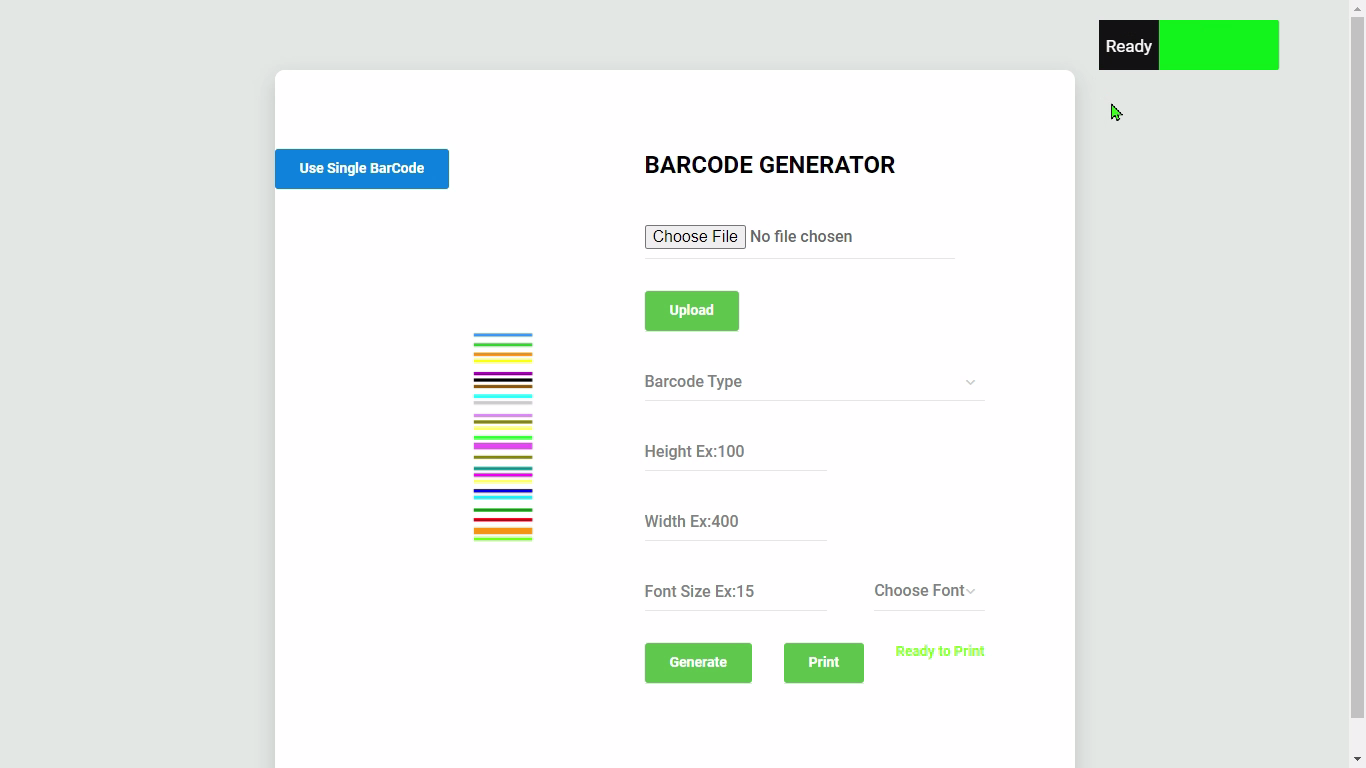 Ready
Use Single BarCode
BARCODE GENERATOR
Choose File No file chosen
Upload
Barcode Type
Height Ex:100
Width Ex:400
Font Size Ex:15 Choose Font
Generate Print Ready to Print